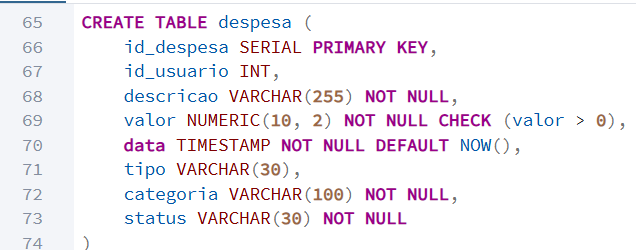 65 CREATE TABLE despesa (
66     id_despesa SERIAL PRIMARY KEY,
67     id_usuario INT,
68     descricao VARCHAR(255) NOT NULL,
69     valor NUMERIC(10, 2) NOT NULL CHECK (valor > 0),
70     data TIMESTAMP NOT NULL DEFAULT NOW(),
71     tipo VARCHAR(30),
72     categoria VARCHAR(100) NOT NULL,
73     status VARCHAR(30) NOT NULL
74 )